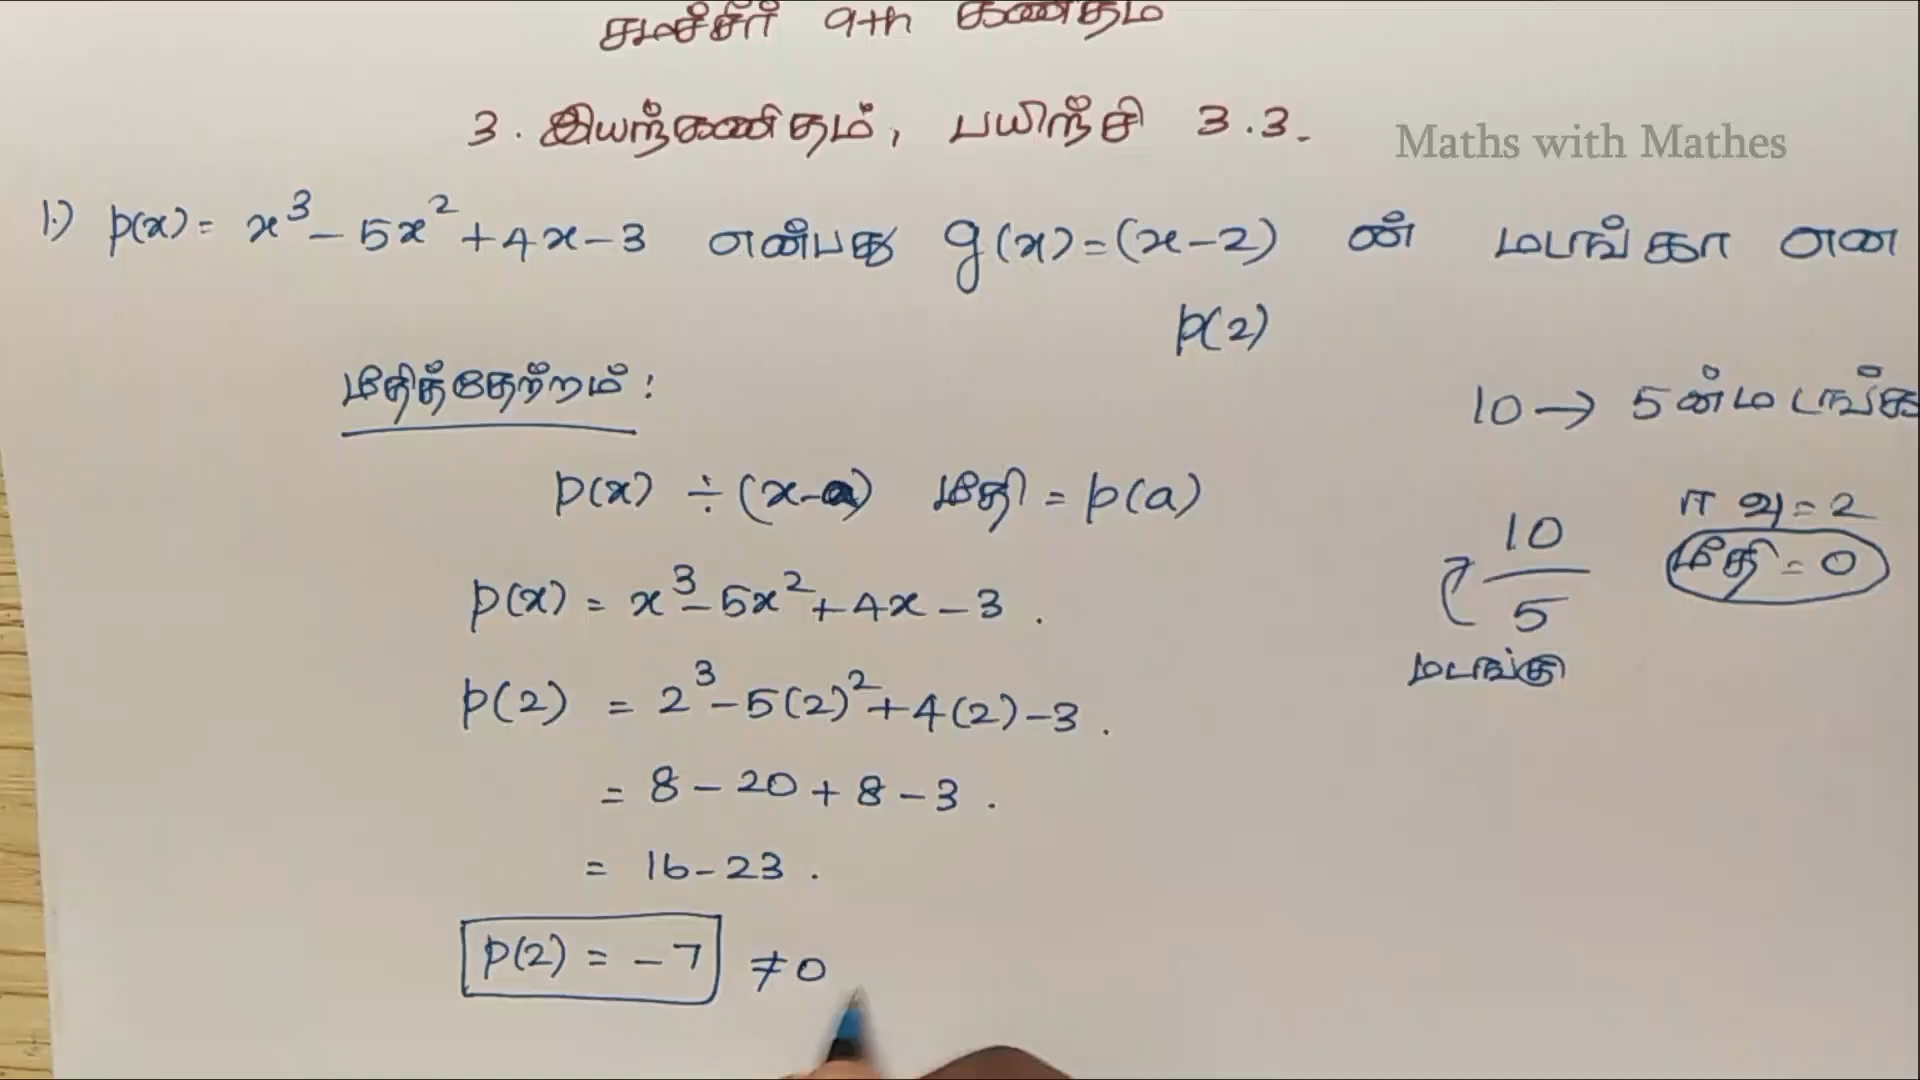 சமச்சீர் 9th கணிதம்
3. இயற்கணிதம், பயிற்சி 3.3.
Maths with Mathes
1.) p(x) = x³ - 5x² + 4x - 3 என்பது g(x) = (x-2) ன் மடங்கா என
p(2)
மீதித்தேற்றம் :
10 → 5ன்மடங்க
p(x) ÷ (x-a) மீதி = p(a)
ஈவு = 2
10/5
மீதி = 0
மடங்கு
p(x) = x³ - 5x² + 4x - 3 .
p(2) = 2³ - 5(2)² + 4(2) - 3 .
= 8 - 20 + 8 - 3 .
= 16 - 23 .
p(2) = -7 ≠ 0